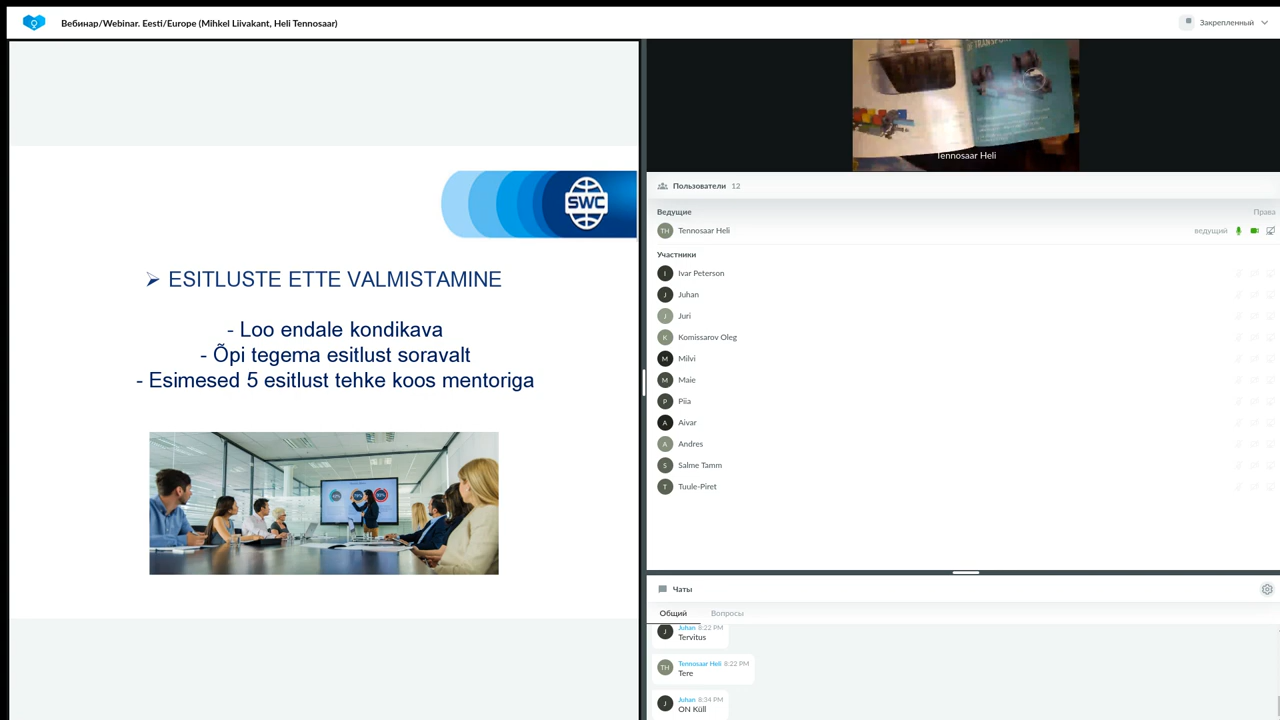 Вебинар/Webinar. Eesti/Europe (Mihkel Liivakant, Heli Tennosaar)
Закрепленный
SWC
➢ ESITLUSTE ETTE VALMISTAMINE
- Loo endale kondikava
- Õpi tegema esitlust soravalt
- Esimesed 5 esitlust tehke koos mentoriga
Tennosaar Heli
Пользователи 12
Ведущие
Права
TH Tennosaar Heli
ведущий
Участники
I Ivar Peterson
J Juhan
J Juri
K Komissarov Oleg
M Milvi
M Maie
P Piia
A Aivar
A Andres
S Salme Tamm
T Tuule-Piret
Чаты
Общий
Вопросы
J Juhan 8:22 PM
Tervitus
TH Tennosaar Heli 8:22 PM
Tere
J Juhan 8:34 PM
ON Küll